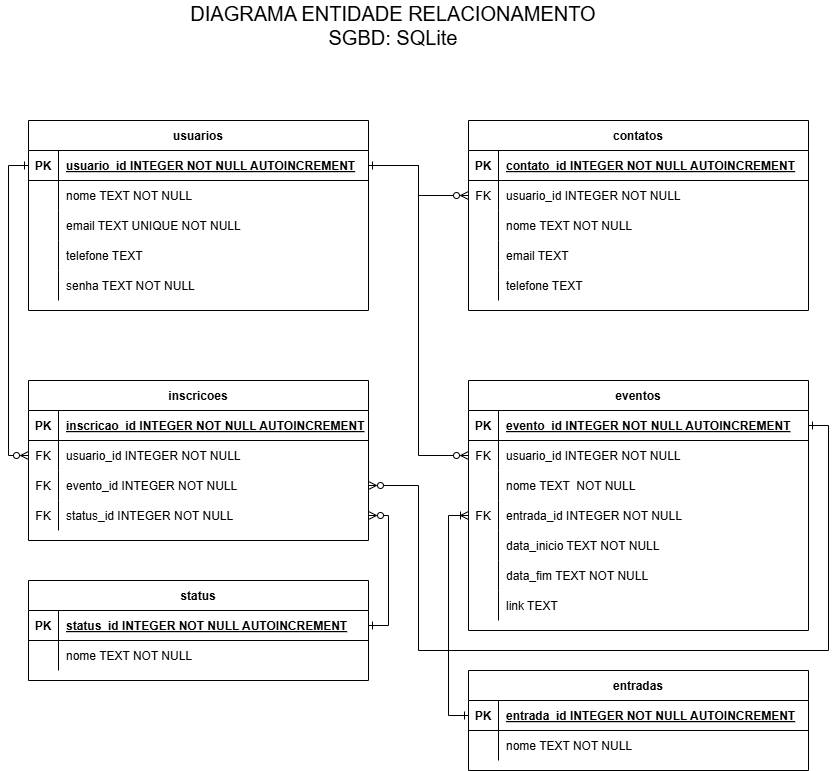 DIAGRAMA ENTIDADE RELACIONAMENTO
SGBD: SQLite
usuarios
PK usuario_id INTEGER NOT NULL AUTOINCREMENT
nome TEXT NOT NULL
email TEXT UNIQUE NOT NULL
telefone TEXT
senha TEXT NOT NULL
contatos
PK contato_id INTEGER NOT NULL AUTOINCREMENT
FK usuario_id INTEGER NOT NULL
nome TEXT NOT NULL
email TEXT
telefone TEXT
inscricoes
PK inscricao_id INTEGER NOT NULL AUTOINCREMENT
FK usuario_id INTEGER NOT NULL
FK evento_id INTEGER NOT NULL
FK status_id INTEGER NOT NULL
eventos
PK evento_id INTEGER NOT NULL AUTOINCREMENT
FK usuario_id INTEGER NOT NULL
nome TEXT  NOT NULL
FK entrada_id INTEGER NOT NULL
data_inicio TEXT NOT NULL
data_fim TEXT NOT NULL
link TEXT
status
PK status_id INTEGER NOT NULL AUTOINCREMENT
nome TEXT NOT NULL
entradas
PK entrada_id INTEGER NOT NULL AUTOINCREMENT
nome TEXT NOT NULL